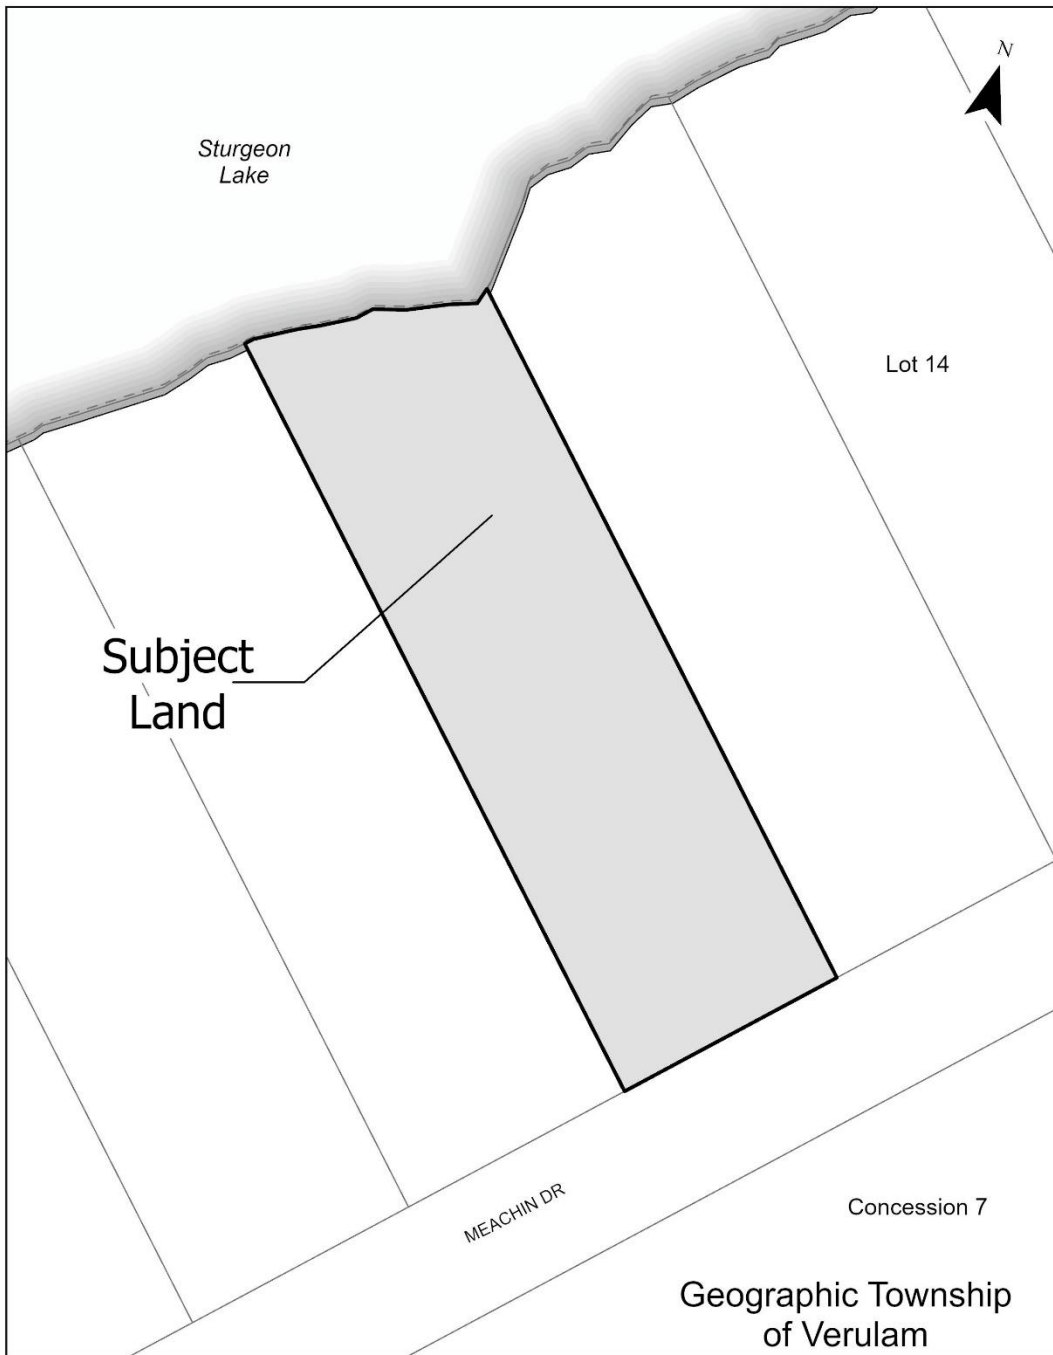 N
Sturgeon
Lake
Lot 14
Subject
Land
MEACHIN DR
Concession 7
Geographic Township
of Verulam